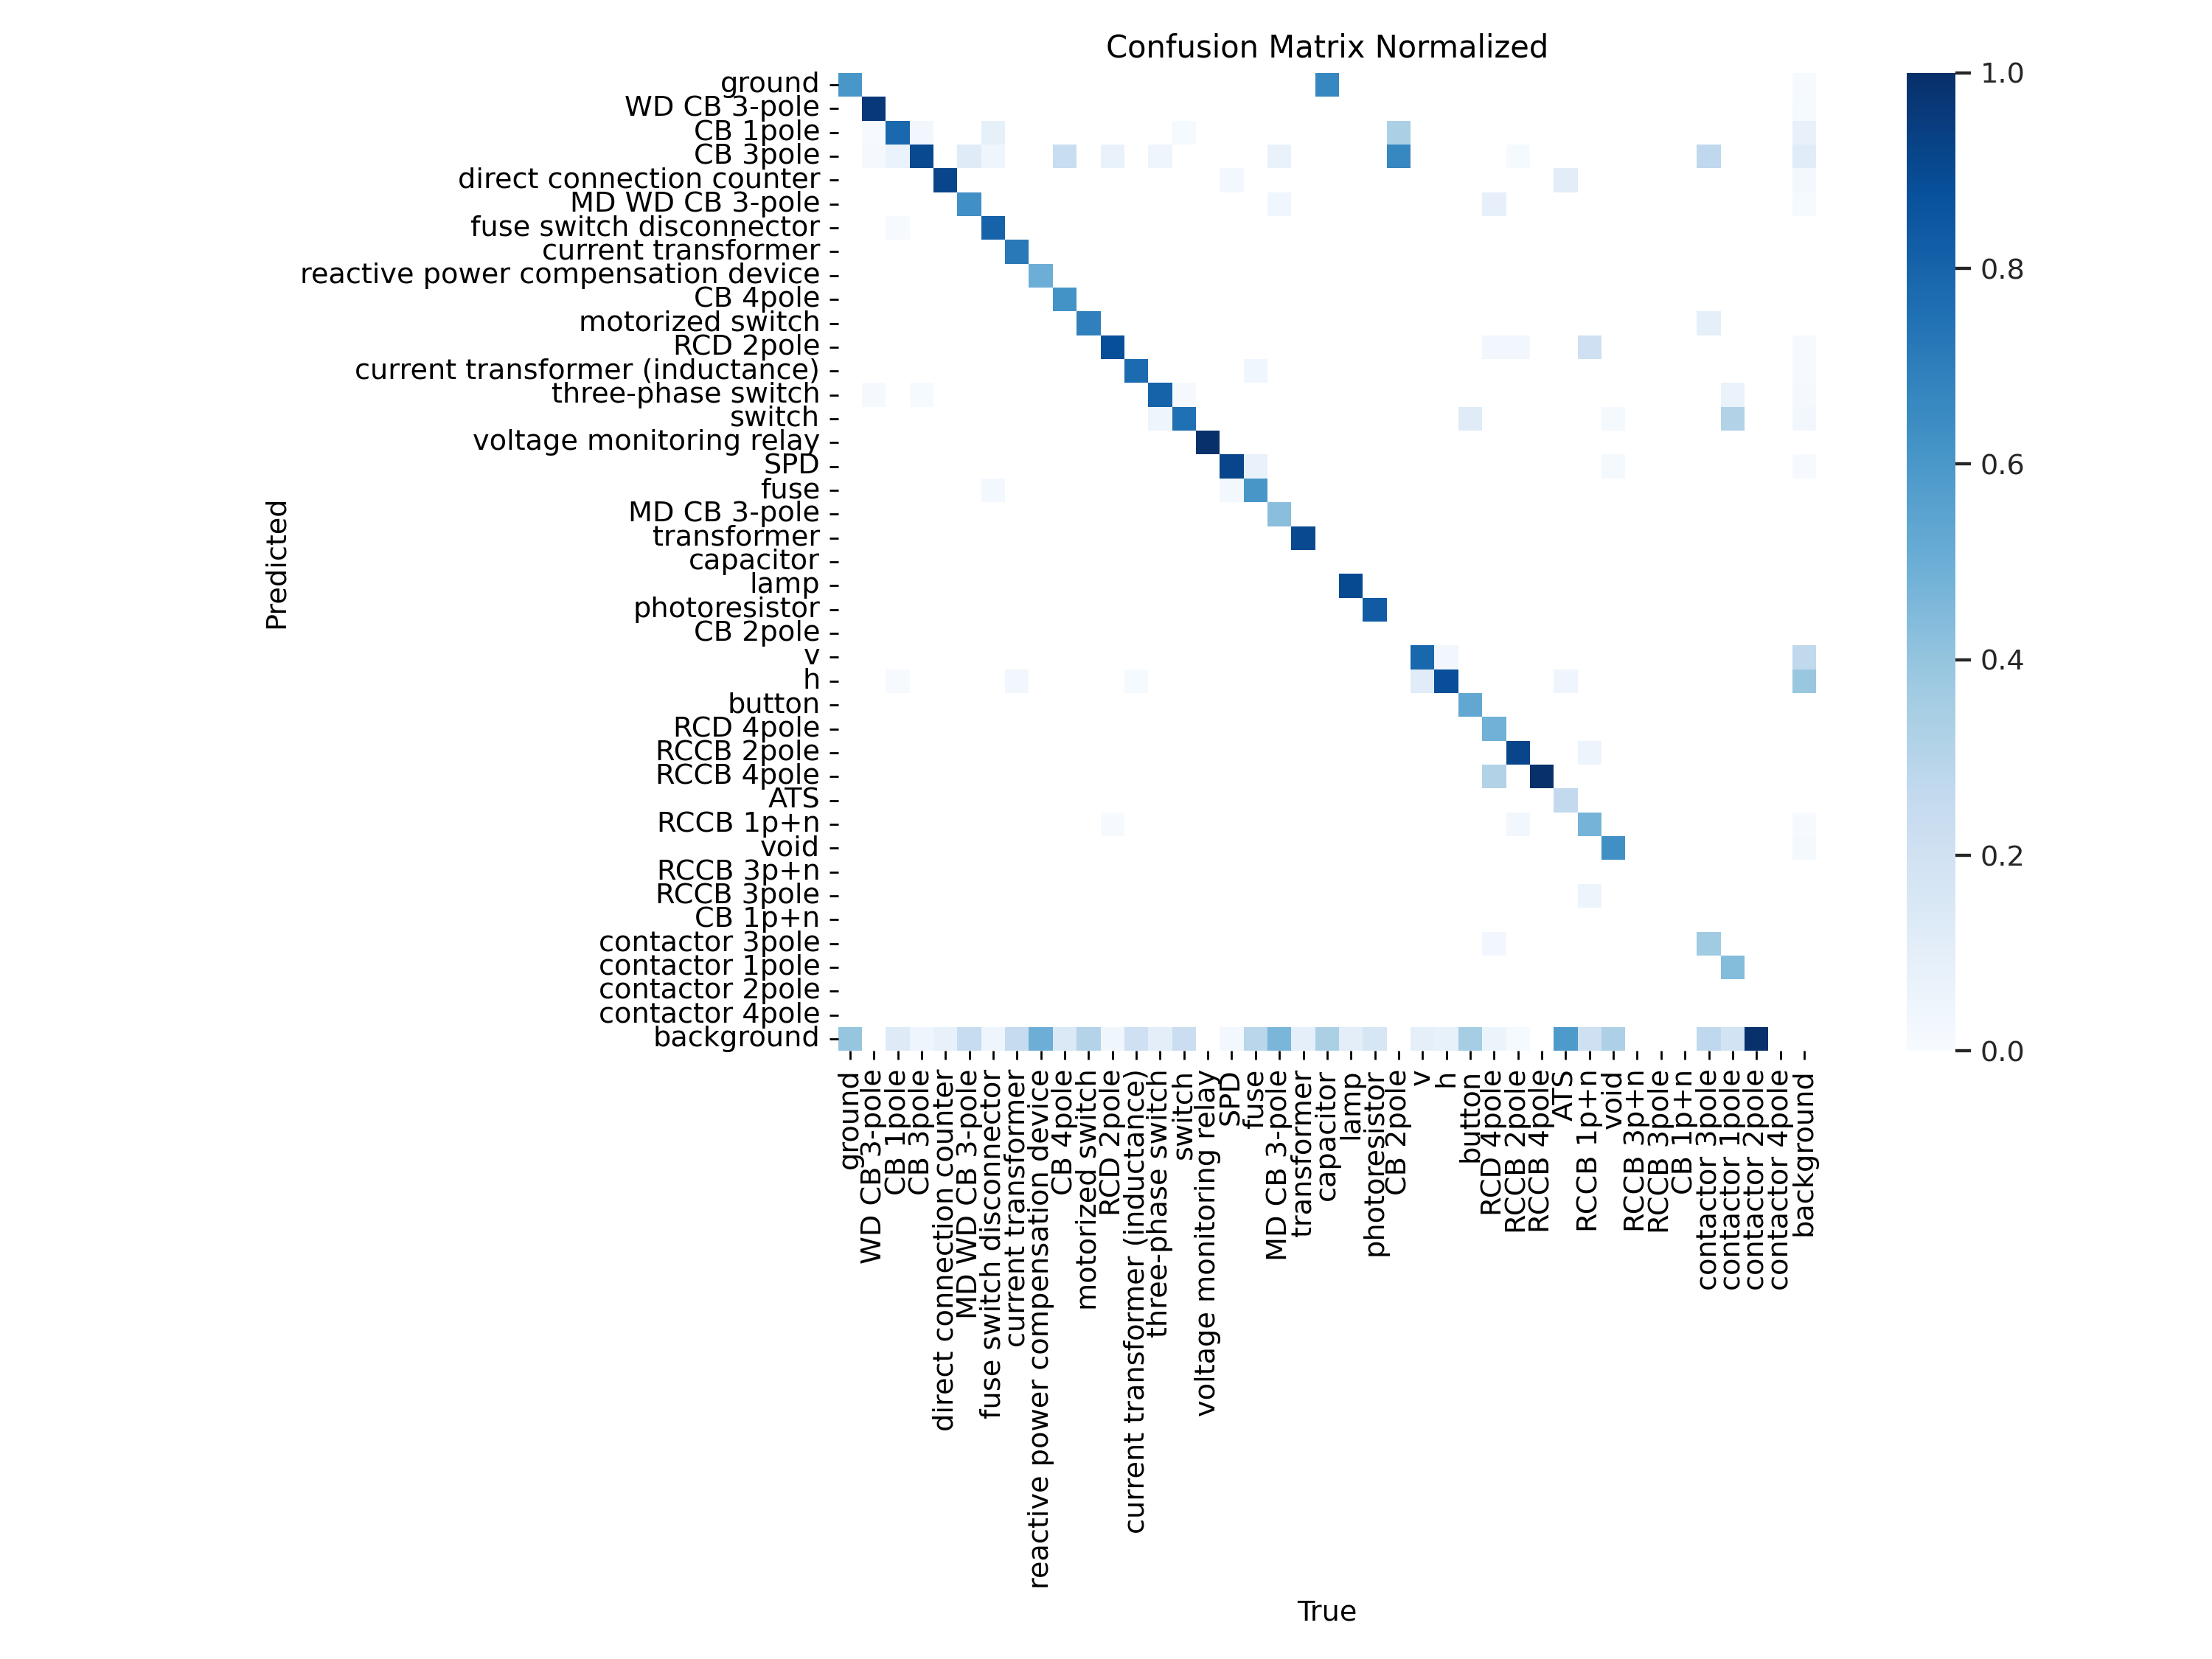 Confusion Matrix Normalized
ground
WD CB 3-pole
CB 1pole
CB 3pole
direct connection counter
MD WD CB 3-pole
fuse switch disconnector
current transformer
reactive power compensation device
CB 4pole
motorized switch
RCD 2pole
current transformer (inductance)
three-phase switch
switch
voltage monitoring relay
SPD
fuse
MD CB 3-pole
transformer
capacitor
lamp
photoresistor
CB 2pole
v
h
button
RCD 4pole
RCCB 2pole
RCCB 4pole
ATS
RCCB 1p+n
void
RCCB 3p+n
RCCB 3pole
CB 1p+n
contactor 3pole
contactor 1pole
contactor 2pole
contactor 4pole
background
Predicted
ground
WD CB 3-pole
CB 1pole
CB 3pole
direct connection counter
MD WD CB 3-pole
fuse switch disconnector
current transformer
reactive power compensation device
CB 4pole
motorized switch
RCD 2pole
current transformer (inductance)
three-phase switch
switch
voltage monitoring relay
SPD
fuse
MD CB 3-pole
transformer
capacitor
lamp
photoresistor
CB 2pole
v
h
button
RCD 4pole
RCCB 2pole
RCCB 4pole
ATS
RCCB 1p+n
void
RCCB 3p+n
RCCB 3pole
CB 1p+n
contactor 3pole
contactor 1pole
contactor 2pole
contactor 4pole
background
True
1.0
0.8
0.6
0.4
0.2
0.0